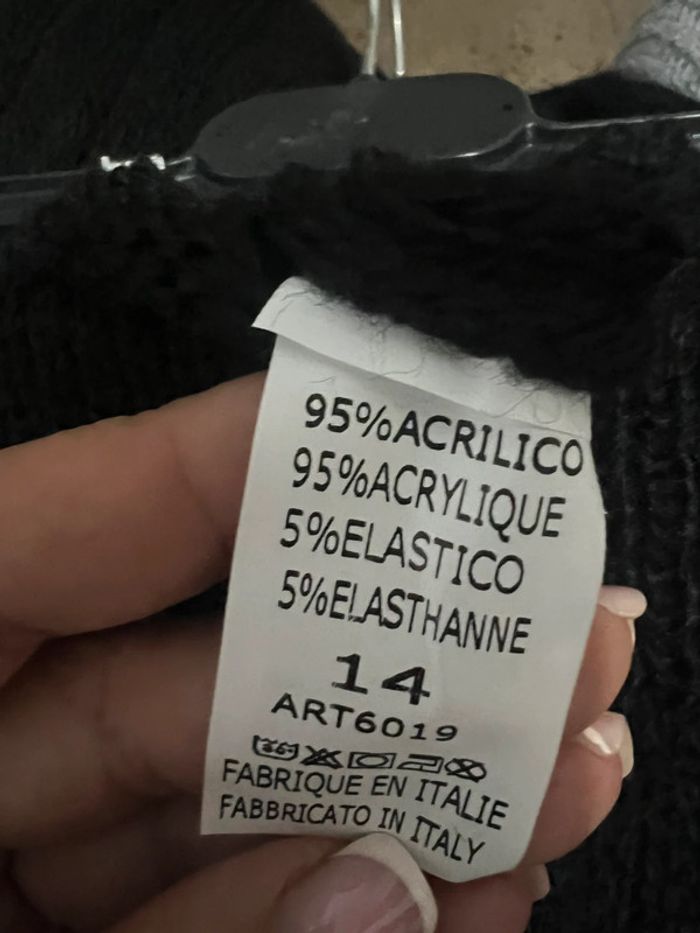 95%ACRILICO
95%ACRYLIQUE
5%ELASTICO
5%ELASTHANNE
14
ART6019
FABRIQUE EN ITALIE
FABBRICATO IN ITALY